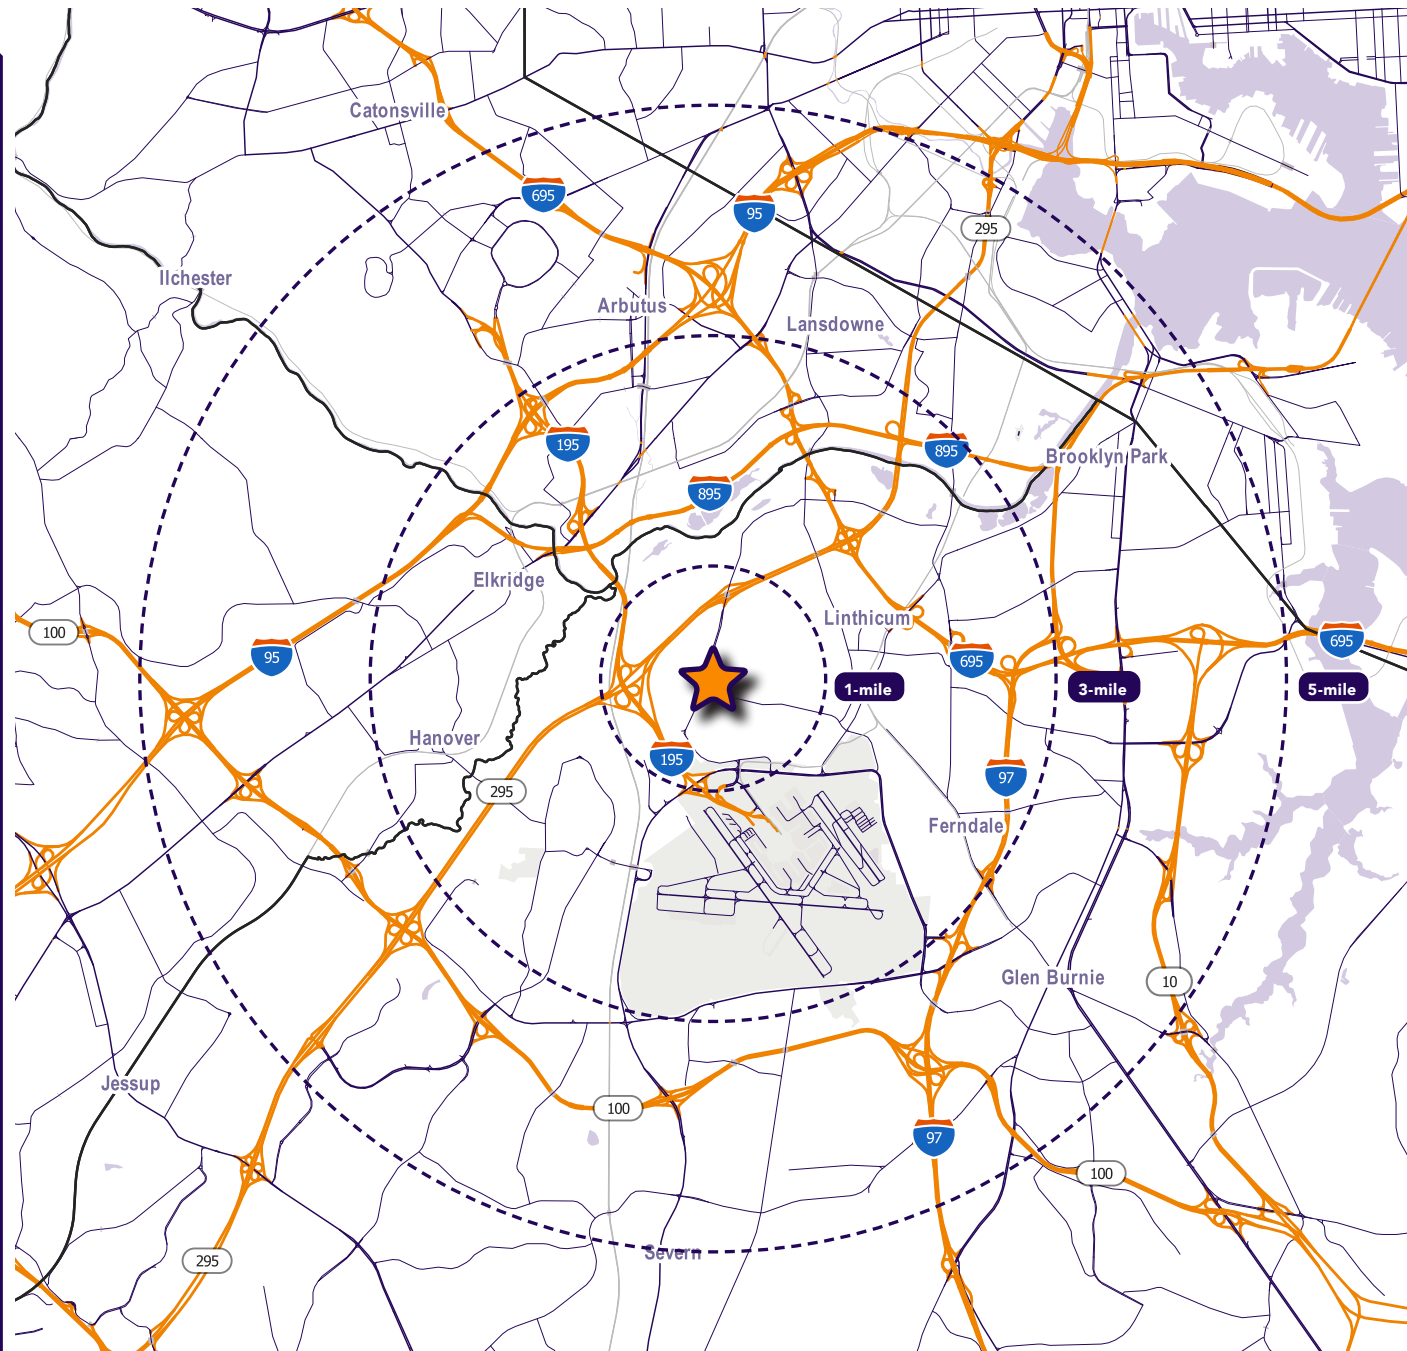 Catonsville
695
95
295
Ilchester
Arbutus
Lansdowne
195
895
Brooklyn Park
895
Elkridge
Linthicum
100
95
695
695
1-mile
3-mile
5-mile
Hanover
195
97
295
Ferndale
Glen Burnie
10
Jessup
100
97
100
Severn
295